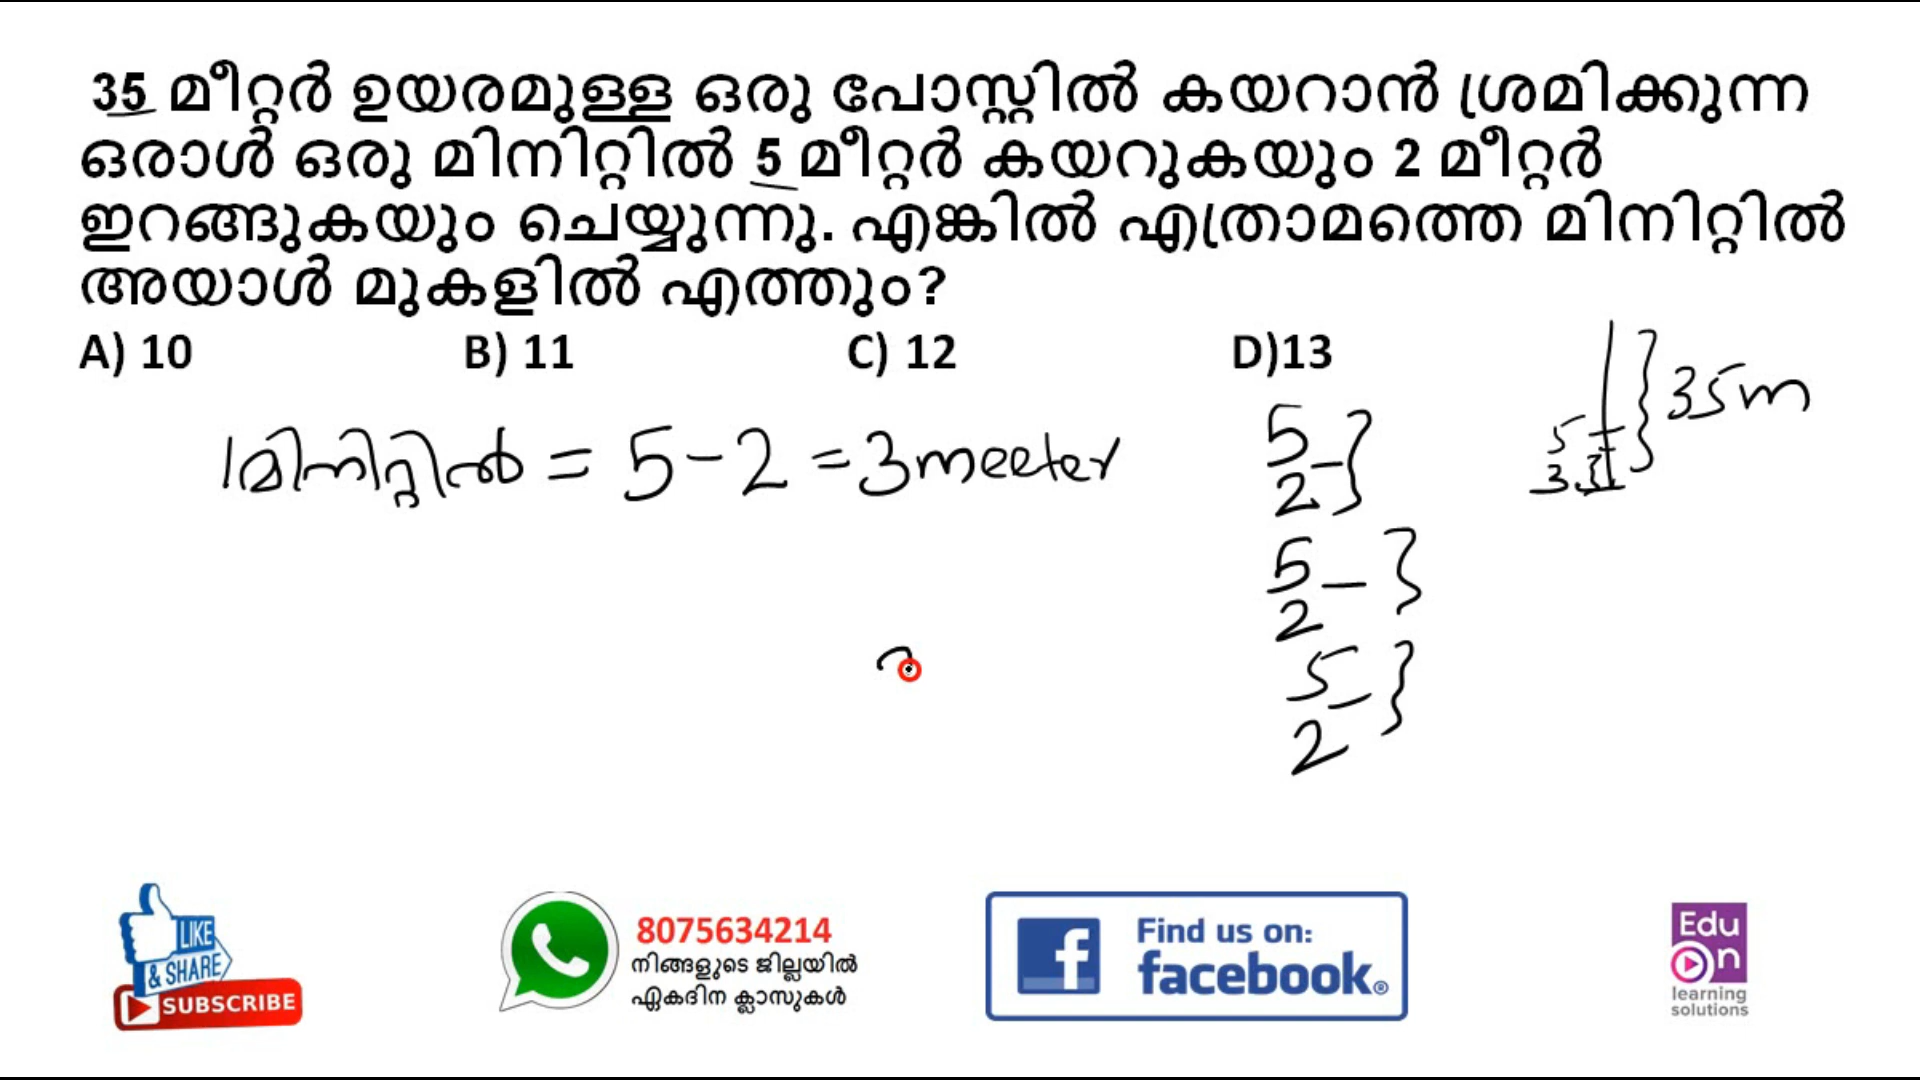 35 മീറ്റർ ഉയരമുള്ള ഒരു പോസ്റ്റിൽ കയറാൻ ശ്രമിക്കുന്ന
ഒരാൾ ഒരു മിനിറ്റിൽ 5 മീറ്റർ കയറുകയും 2 മീറ്റർ
ഇറങ്ങുകയും ചെയ്യുന്നു. എങ്കിൽ എത്രാമത്തെ മിനിറ്റിൽ
അയാൾ മുകളിൽ എത്തും?
A) 10 B) 11 C) 12 D)13
35m
1മിനിറ്റിൽ = 5-2 =3meeter
5
2
5
3
5
2
5
2
LIKE
& SHARE
SUBSCRIBE
8075634214
നിങ്ങളുടെ ജില്ലയിൽ
ഏകദിന ക്ലാസുകൾ
Find us on:
facebook®
Edu
On
learning
solutions